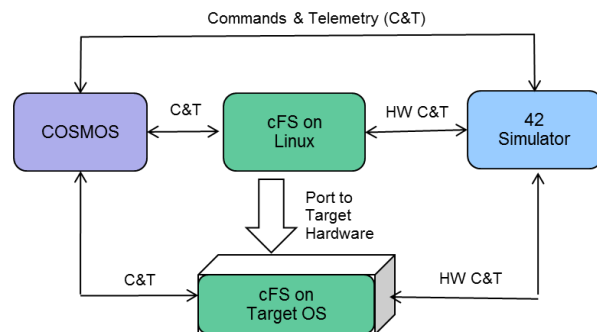 Commands & Telemetry (C&T)
COSMOS
C&T
cFS on
Linux
HW C&T
42
Simulator
Port to
Target
Hardware
C&T
cFS on
Target OS
HW C&T